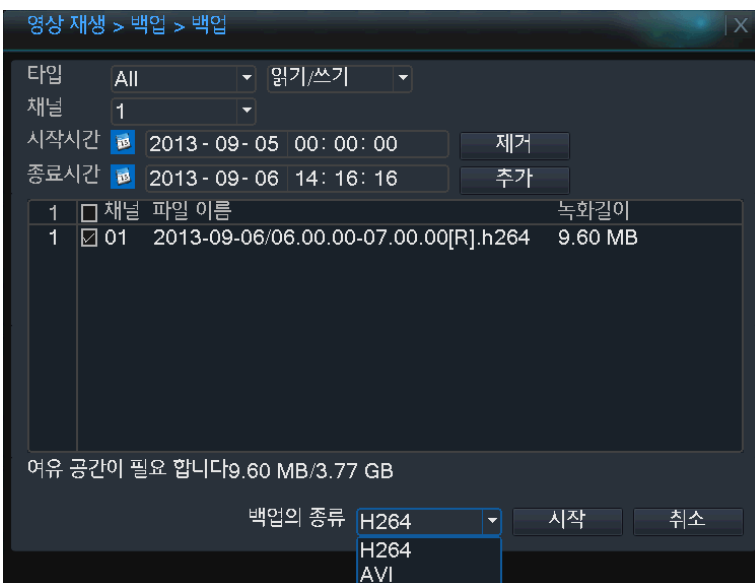 영상 재생 > 백업 > 백업
X
타입 All 읽기/쓰기
채널 1
시작시간 2013 - 09 - 05 00 : 00 : 00 제거
종료시간 2013 - 09 - 06 14 : 16 : 16 추가
1 채널 파일 이름 녹화길이
1 01 2013-09-06/06.00.00-07.00.00[R].h264 9.60 MB
여유 공간이 필요 합니다9.60 MB/3.77 GB
백업의 종류 H264 시작 취소
H264
AVI